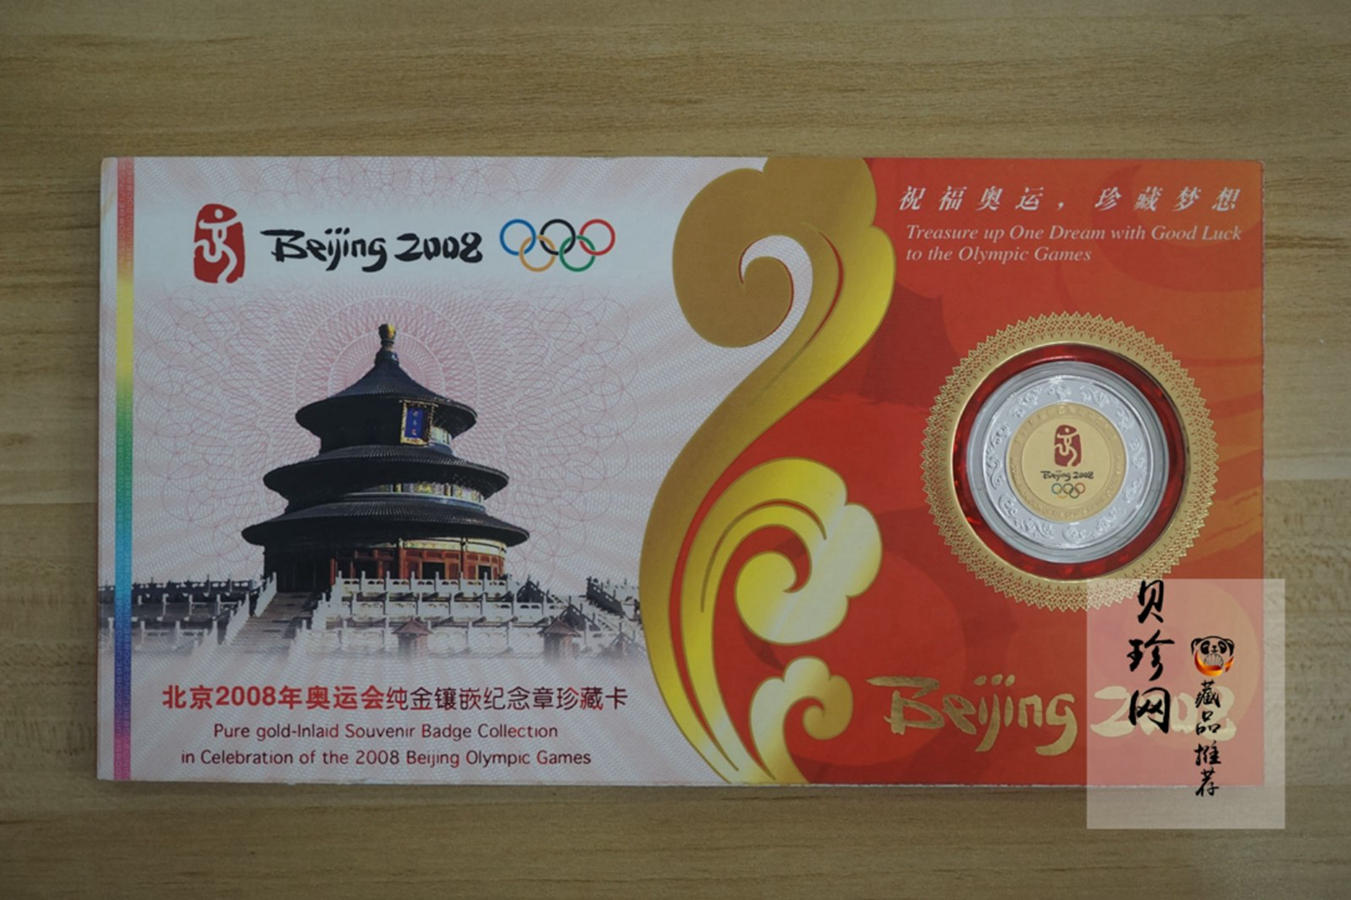 Beijing 2008
祝福奥运，珍藏梦想
Treasure up One Dream with Good Luck
to the Olympic Games
Beijing 2008
北京2008年奥运会纯金镶嵌纪念章珍藏卡
Pure gold-Inlaid Souvenir Badge Collection
in Celebration of the 2008 Beijing Olympic Games
Beijing 2008
贝珍网
藏品推荐